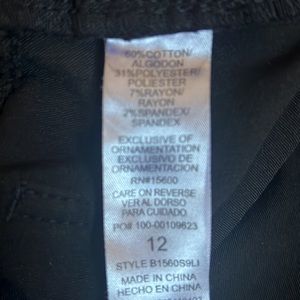 60%COTTON/
ALGODON
31%POLYESTER/
POLIESTER
7%RAYON/
RAYON
2%SPANDEX/
SPANDEX
EXCLUSIVE OF
ORNAMENTATION
EXCLUSIVO DE
ORNAMENTACION
RN#15600
CARE ON REVERSE
VER AL DORSO
PARA CUIDADO
PO# 100-00109623
12
STYLE B1560S9LI
MADE IN CHINA
HECHO EN CHINA